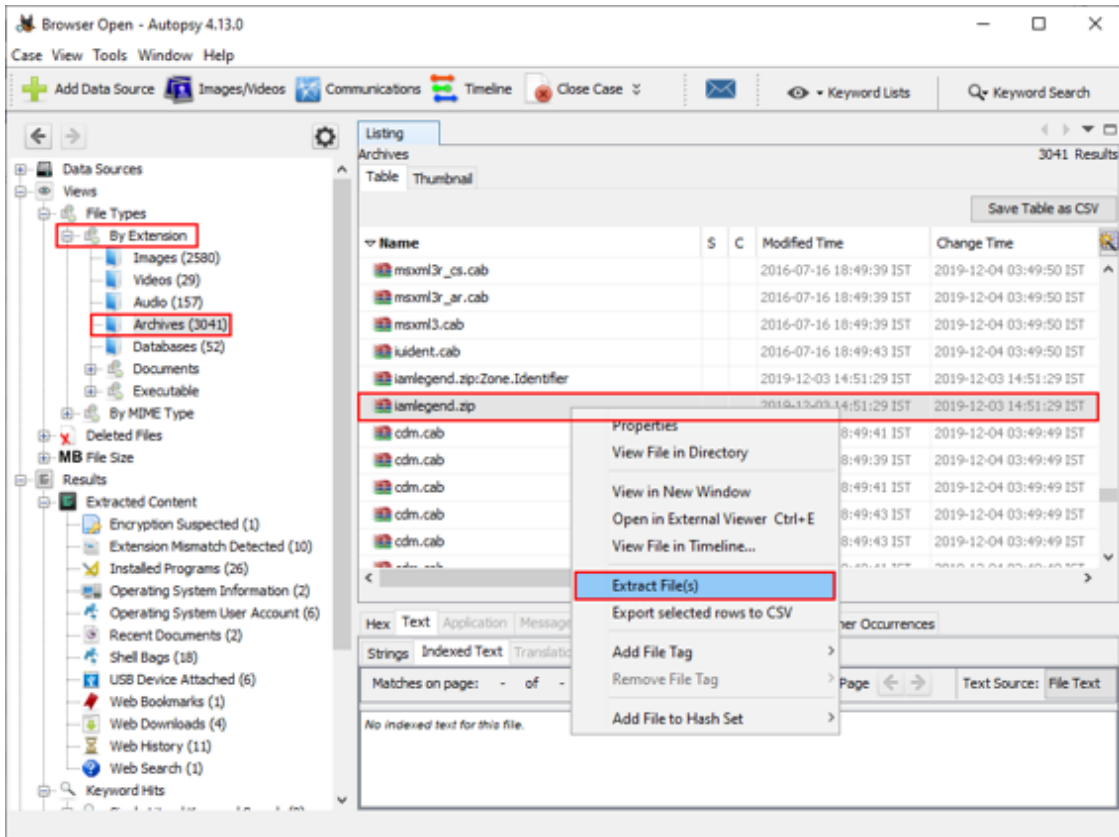 Browser Open - Autopsy 4.13.0
Case View Tools Window Help
Add Data Source Images/Videos Communications Timeline Close Case Keyword Lists Keyword Search
Listing
Archives 3041 Results
Table Thumbnail
Save Table as CSV
Name S C Modified Time Change Time
msxml3r_cs.cab 2016-07-16 18:49:39 IST 2019-12-04 03:49:50 IST
msxml3r_ar.cab 2016-07-16 18:49:39 IST 2019-12-04 03:49:50 IST
msxml3.cab 2016-07-16 18:49:39 IST 2019-12-04 03:49:50 IST
iuident.cab 2016-07-16 18:49:43 IST 2019-12-04 03:49:50 IST
iamlegend.zip:Zone.Identifier 2019-12-03 14:51:29 IST 2019-12-03 14:51:29 IST
iamlegend.zip 2019-12-03 14:51:29 IST 2019-12-03 14:51:29 IST
cdm.cab 8:49:41 IST 2019-12-04 03:49:49 IST
cdm.cab 8:49:39 IST 2019-12-04 03:49:49 IST
cdm.cab 8:49:41 IST 2019-12-04 03:49:49 IST
cdm.cab 8:49:43 IST 2019-12-04 03:49:49 IST
cdm.cab 8:49:43 IST 2019-12-04 03:49:49 IST
Data Sources
Views
File Types
By Extension
Images (2580)
Videos (29)
Audio (157)
Archives (3041)
Databases (52)
Documents
Executable
By MIME Type
Deleted Files
MB File Size
Results
Extracted Content
Encryption Suspected (1)
Extension Mismatch Detected (10)
Installed Programs (26)
Operating System Information (2)
Operating System User Account (6)
Recent Documents (2)
Shell Bags (18)
USB Device Attached (6)
Web Bookmarks (1)
Web Downloads (4)
Web History (11)
Web Search (1)
Keyword Hits
Properties
View File in Directory
View in New Window
Open in External Viewer Ctrl+E
View File in Timeline...
Extract File(s)
Export selected rows to CSV
Add File Tag
Remove File Tag
Add File to Hash Set
Hex Text Application Message her Occurrences
Strings Indexed Text Translatio
Matches on page: - of - Page Text Source: File Text
No indexed text for this file.